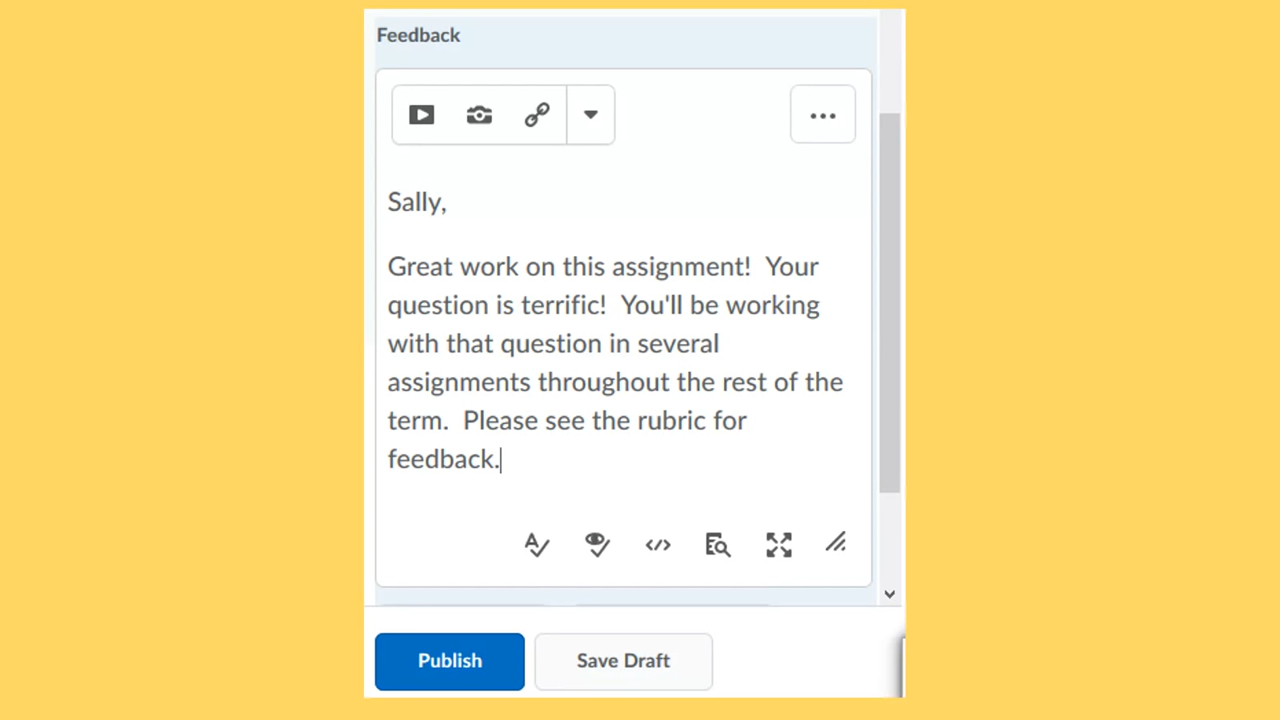 Feedback
Sally,
Great work on this assignment!  Your
question is terrific!  You'll be working
with that question in several
assignments throughout the rest of the
term.  Please see the rubric for
feedback.
Publish
Save Draft